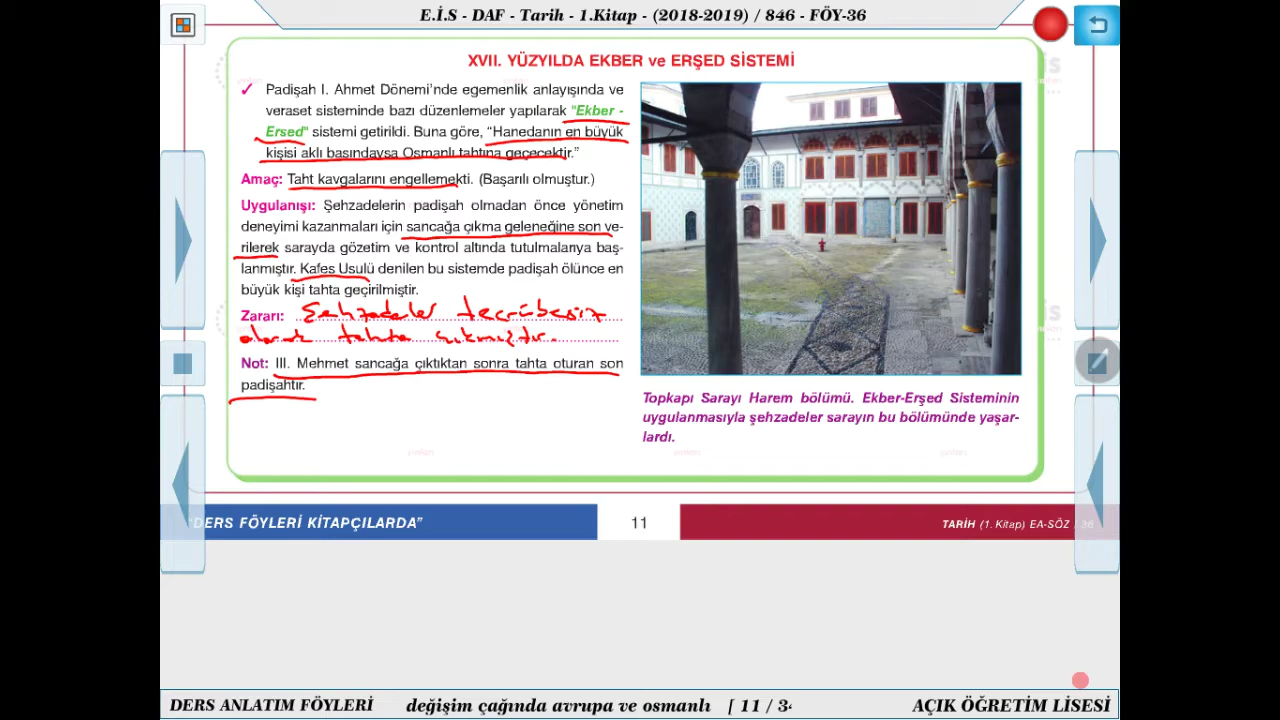 E.İ.S - DAF - Tarih - 1.Kitap - (2018-2019) / 846 - FÖY-36
XVII. YÜZYILDA EKBER ve ERŞED SİSTEMİ
✓ Padişah I. Ahmet Dönemi'nde egemenlik anlayışında ve
veraset sisteminde bazı düzenlemeler yapılarak "Ekber -
Ersed" sistemi getirildi. Buna göre, "Hanedanın en büyük
kişisi aklı başındaysa Osmanlı tahtına geçecektir."
Amaç: Taht kavgalarını engellemekti. (Başarılı olmuştur.)
Uygulanışı: Şehzadelerin padişah olmadan önce yönetim
deneyimi kazanmaları için sancağa çıkma geleneğine son ve-
rilerek sarayda gözetim ve kontrol altında tutulmalarıya baş-
lanmıştır. Kafes Usulü denilen bu sistemde padişah ölünce en
büyük kişi tahta geçirilmiştir.
Zararı: Şehzadeler tecrübesiz
olarak tahta çıkmıştır.
Not: III. Mehmet sancağa çıktıktan sonra tahta oturan son
padişahtır.
Topkapı Sarayı Harem bölümü. Ekber-Erşed Sisteminin
uygulanmasıyla şehzadeler sarayın bu bölümünde yaşar-
lardı.
"DERS FÖYLERİ KİTAPÇILARDA"
11
TARİH (1. Kitap) EA-SÖZ / 36
DERS ANLATIM FÖYLERİ
değişim çağında avrupa ve osmanlı [ 11 / 34
AÇIK ÖĞRETİM LİSESİ